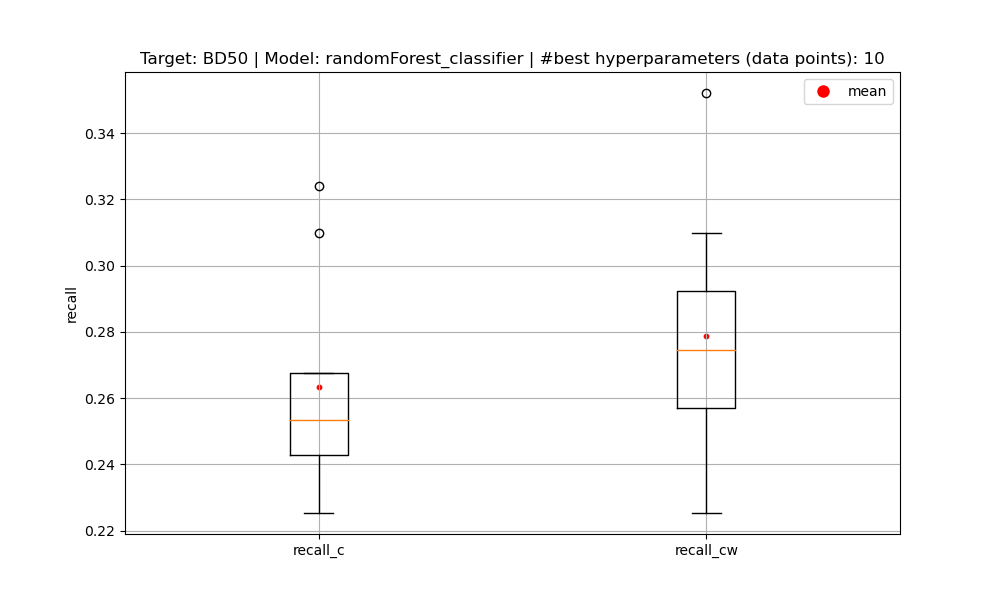 Target: BD50 | Model: randomForest_classifier | #best hyperparameters (data points): 10
mean
0.34
0.32
0.30
0.28
0.26
0.24
0.22
recall
recall_c
recall_cw